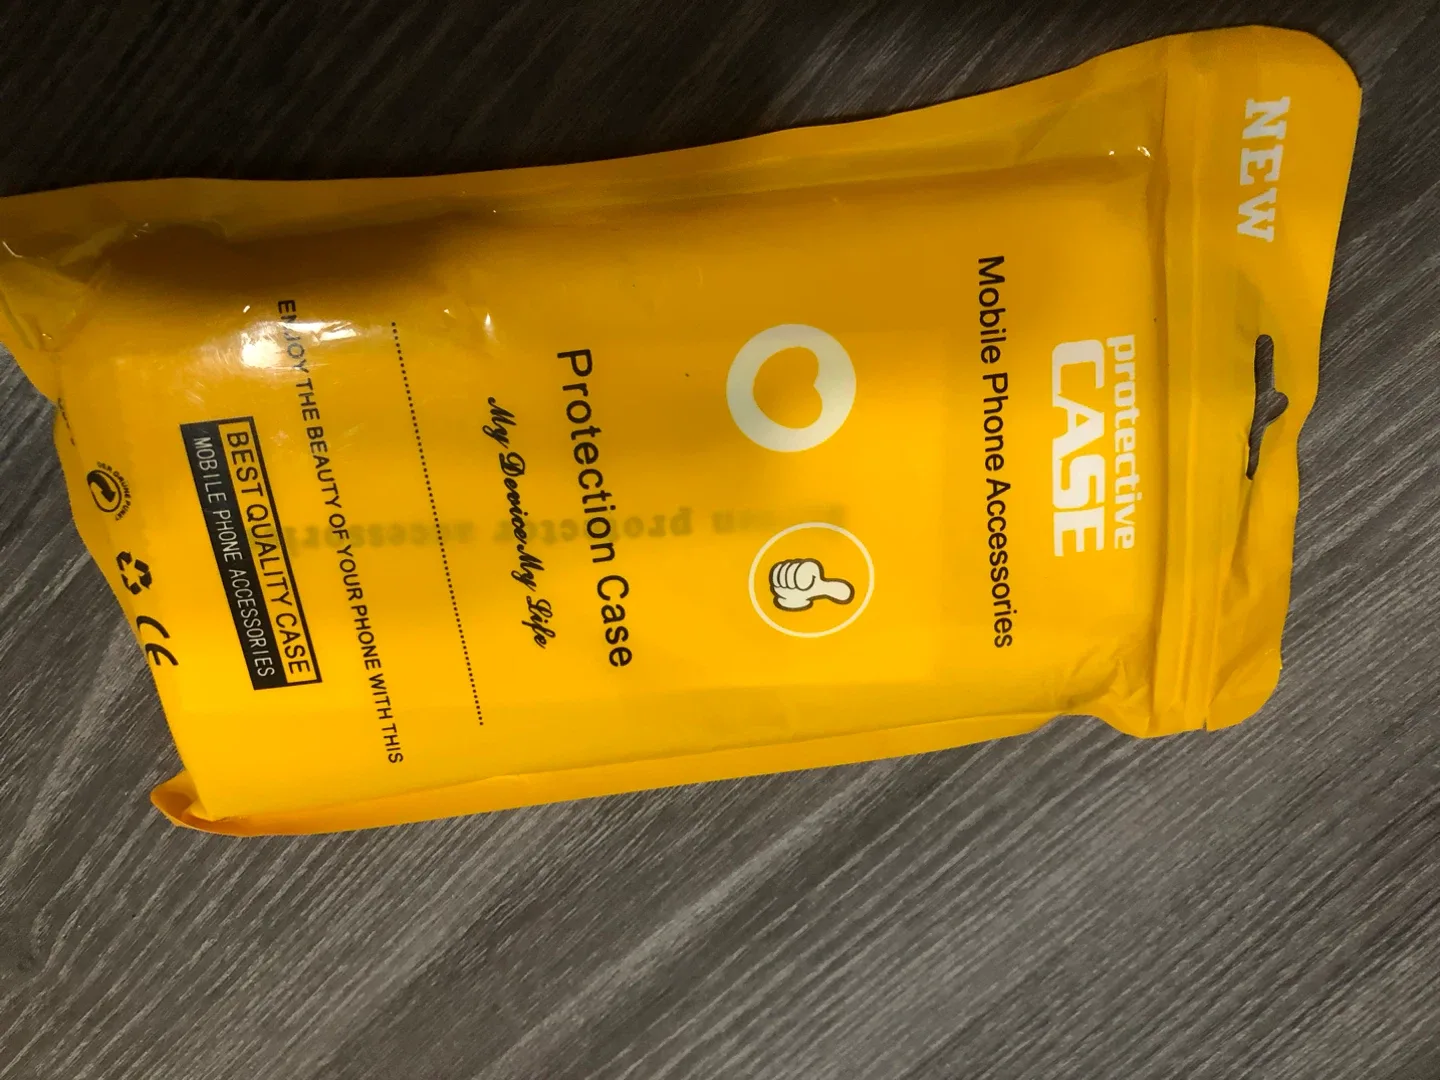 NEW
protective
CASE
Mobile Phone Accessories
Protection Case
My Device My Life
ENJOY THE BEAUTY OF YOUR PHONE WITH THIS
BEST QUALITY CASE
MOBILE PHONE ACCESSORIES
CE